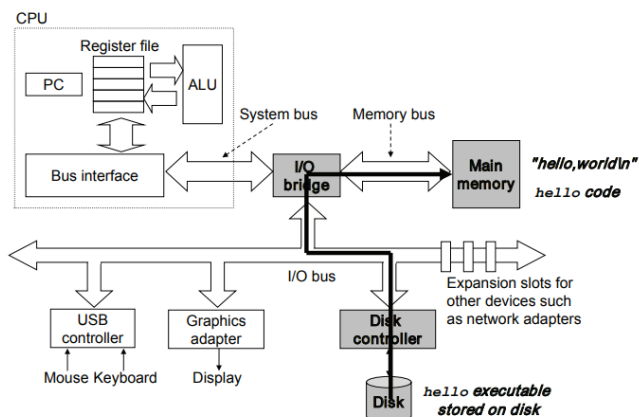 CPU
Register file
PC
ALU
System bus
Memory bus
Bus interface
I/O
bridge
Main
memory
"hello,world\n"
hello code
I/O bus
Expansion slots for
other devices such
as network adapters
USB
controller
Graphics
adapter
Disk
controller
Mouse Keyboard
Display
Disk
hello executable
stored on disk